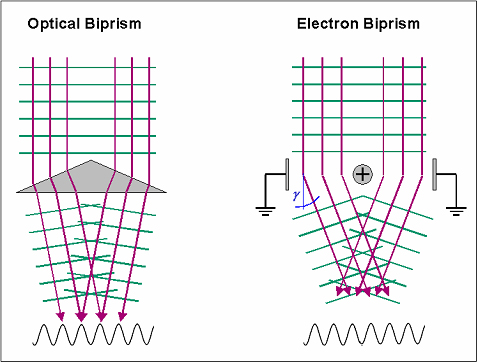 Optical Biprism
Electron Biprism
+
γ